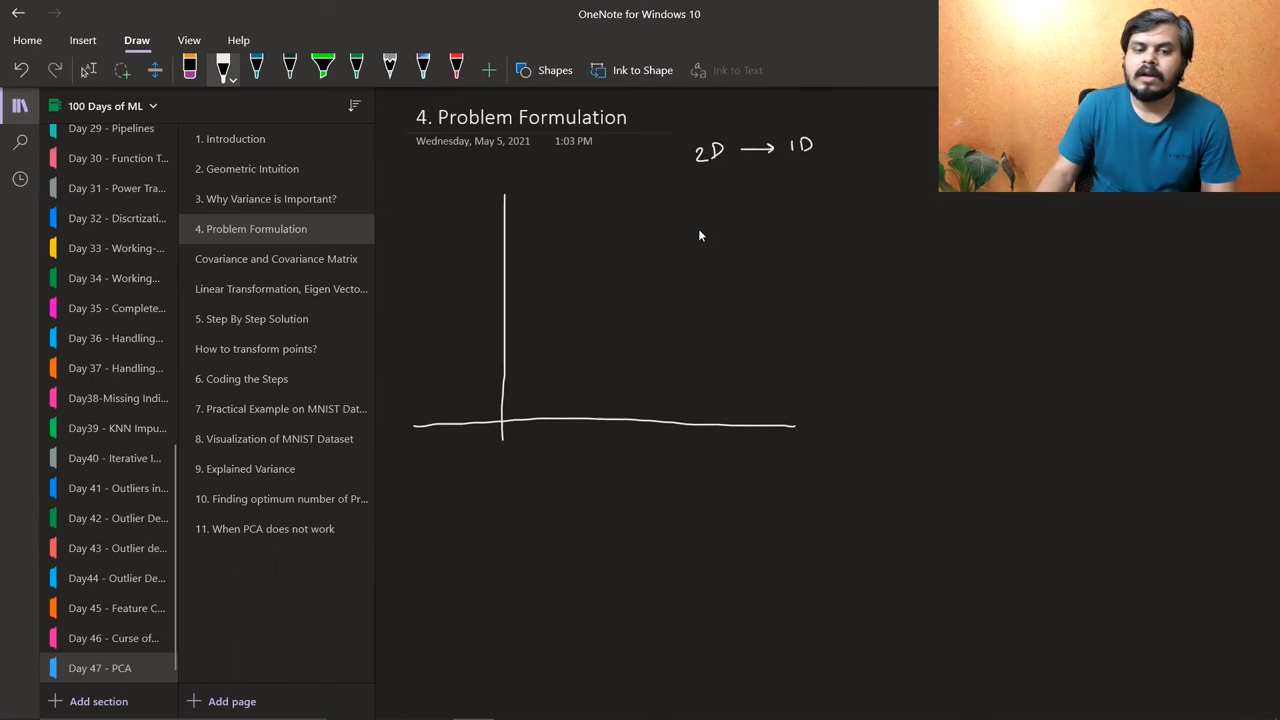 OneNote for Windows 10
Home Insert Draw View Help
Shapes Ink to Shape Ink to Text
100 Days of ML
Day 29 - Pipelines
Day 30 - Function T...
Day 31 - Power Tra...
Day 32 - Discrtizati...
Day 33 - Working-...
Day 34 - Working...
Day 35 - Complete...
Day 36 - Handling...
Day 37 - Handling...
Day38-Missing Indi...
Day39 - KNN Impu...
Day40 - Iterative I...
Day 41 - Outliers in...
Day 42 - Outlier De...
Day 43 - Outlier de...
Day44 - Outlier De...
Day 45 - Feature C...
Day 46 - Curse of...
Day 47 - PCA
Add section
1. Introduction
2. Geometric Intuition
3. Why Variance is Important?
4. Problem Formulation
Covariance and Covariance Matrix
Linear Transformation, Eigen Vecto...
5. Step By Step Solution
How to transform points?
6. Coding the Steps
7. Practical Example on MNIST Dat...
8. Visualization of MNIST Dataset
9. Explained Variance
10. Finding optimum number of Pr...
11. When PCA does not work
Add page
4. Problem Formulation
Wednesday, May 5, 2021 1:03 PM
2D → 1D